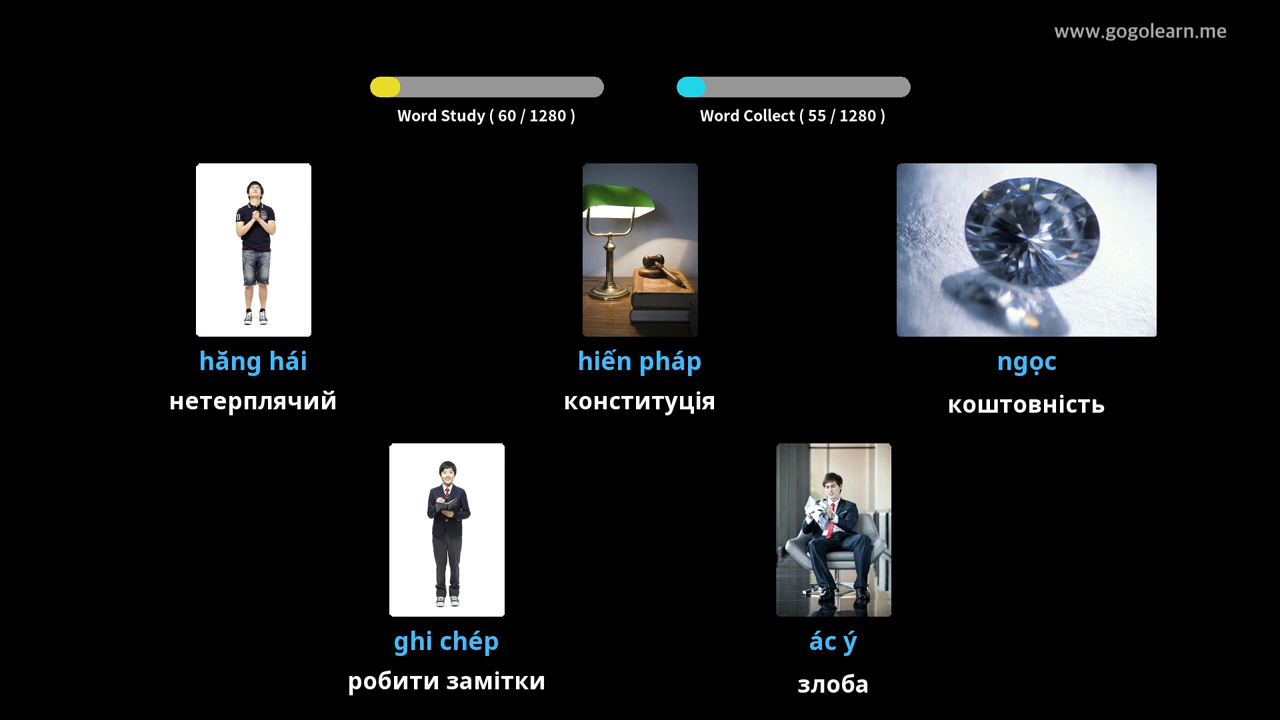 www.gogolearn.me
Word Study ( 60 / 1280 )
Word Collect ( 55 / 1280 )
hăng hái
hiến pháp
ngọc
нетерплячий
конституція
коштовність
ghi chép
ác ý
робити замітки
злоба